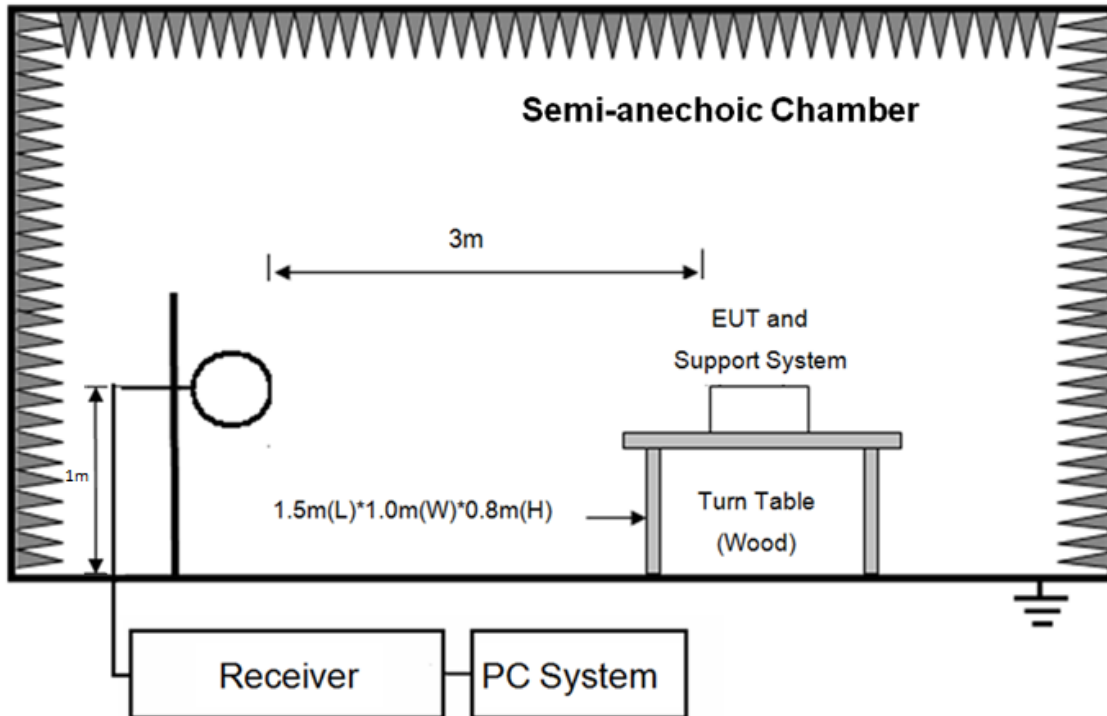 Semi-anechoic Chamber
3m
EUT and
Support System
1m
1.5m(L)*1.0m(W)*0.8m(H)
Turn Table
(Wood)
Receiver
PC System